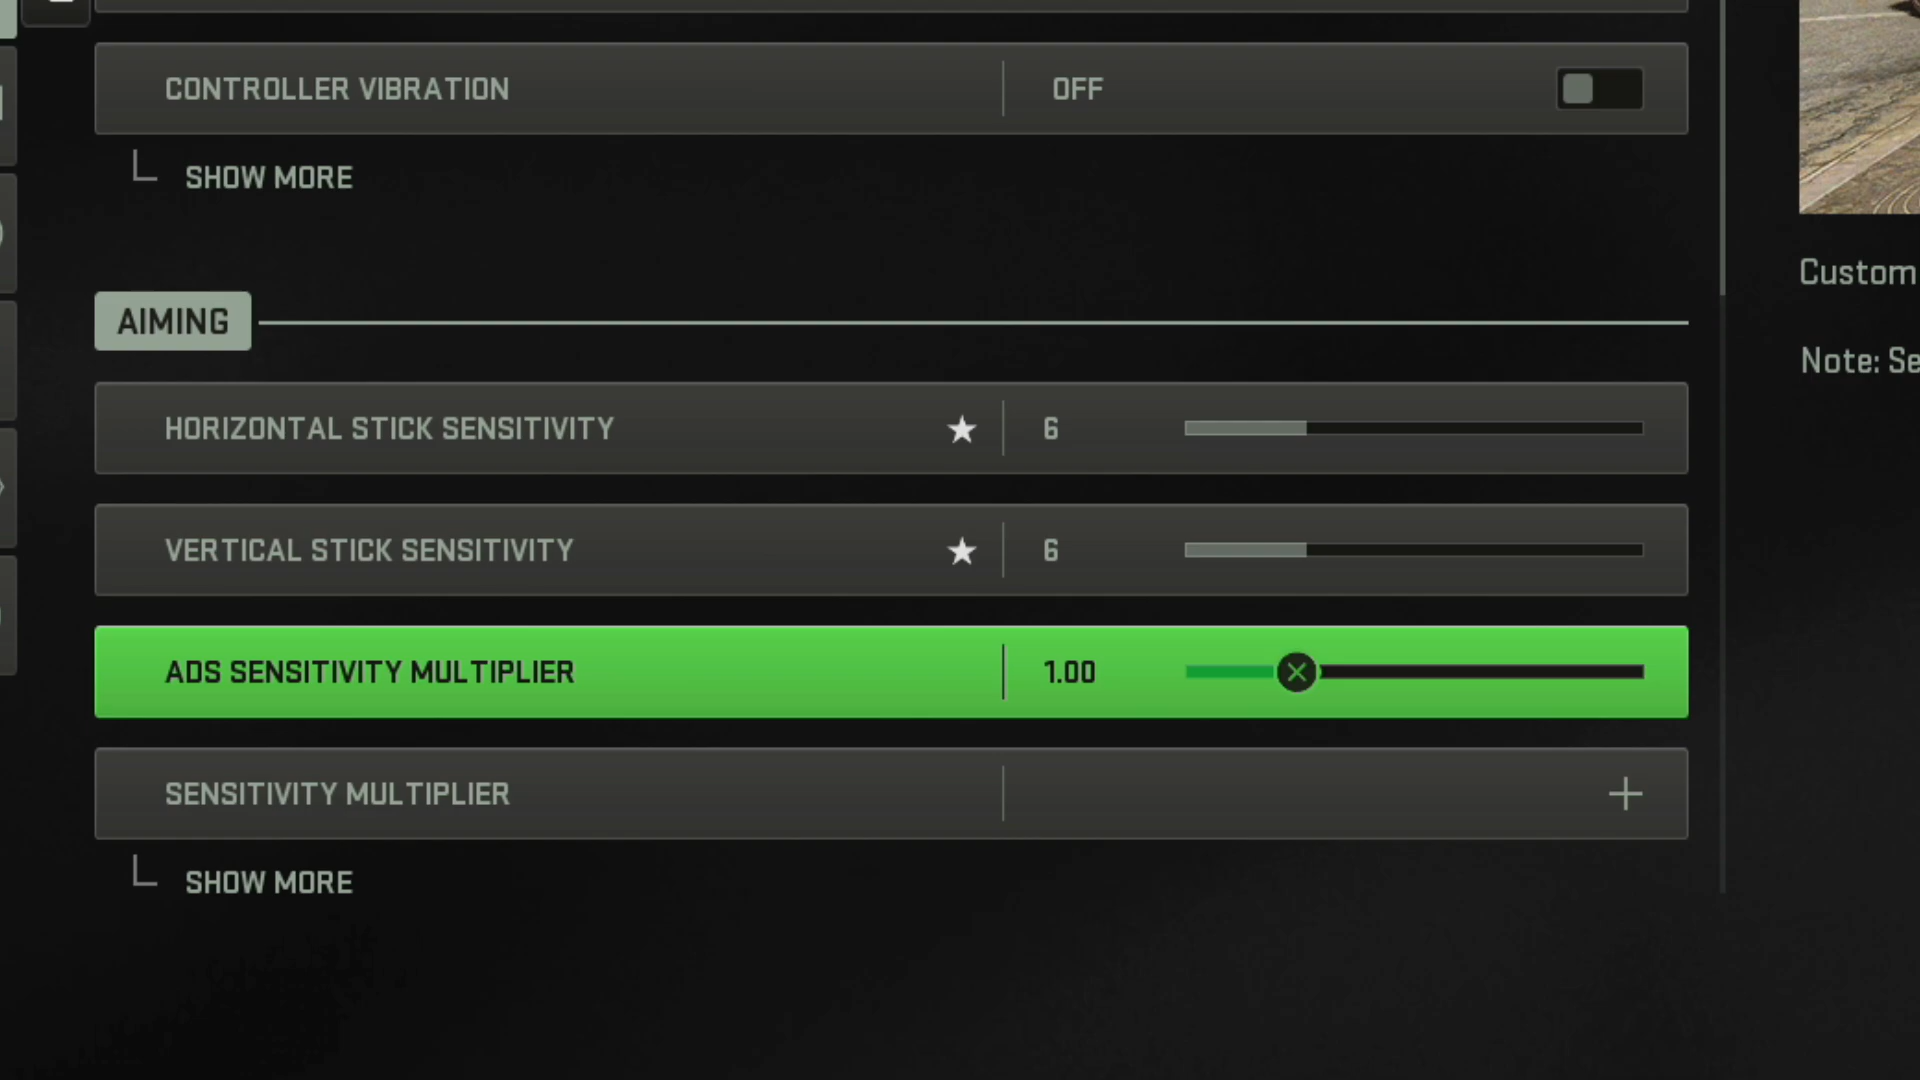 CONTROLLER VIBRATION OFF
SHOW MORE
AIMING
HORIZONTAL STICK SENSITIVITY 6
VERTICAL STICK SENSITIVITY 6
ADS SENSITIVITY MULTIPLIER 1.00
SENSITIVITY MULTIPLIER
SHOW MORE
Custom
Note: Se